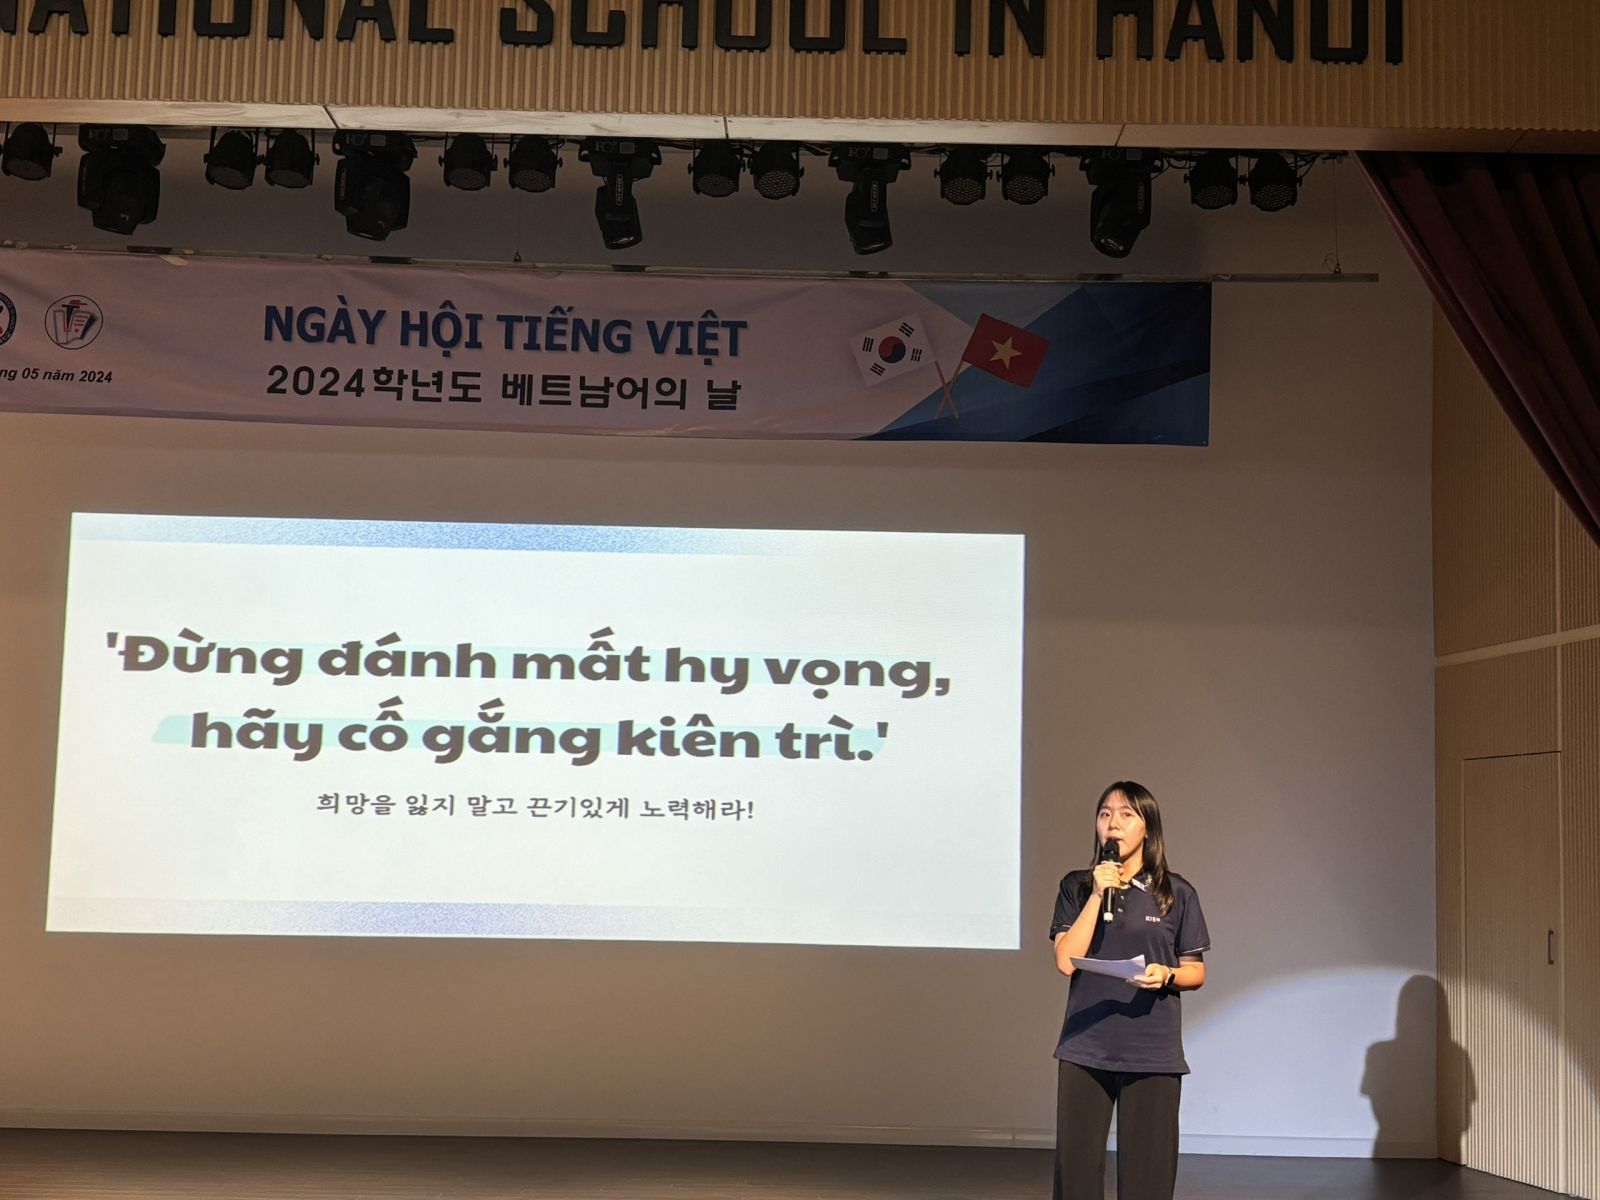 NATIONAL SCHOOL IN HANOI
NGÀY HỘI TIẾNG VIỆT
2024학년도 베트남어의 날
05 năm 2024
'Đừng đánh mất hy vọng,
hãy cố gắng kiên trì.'
희망을 잃지 말고 끈기있게 노력해라!